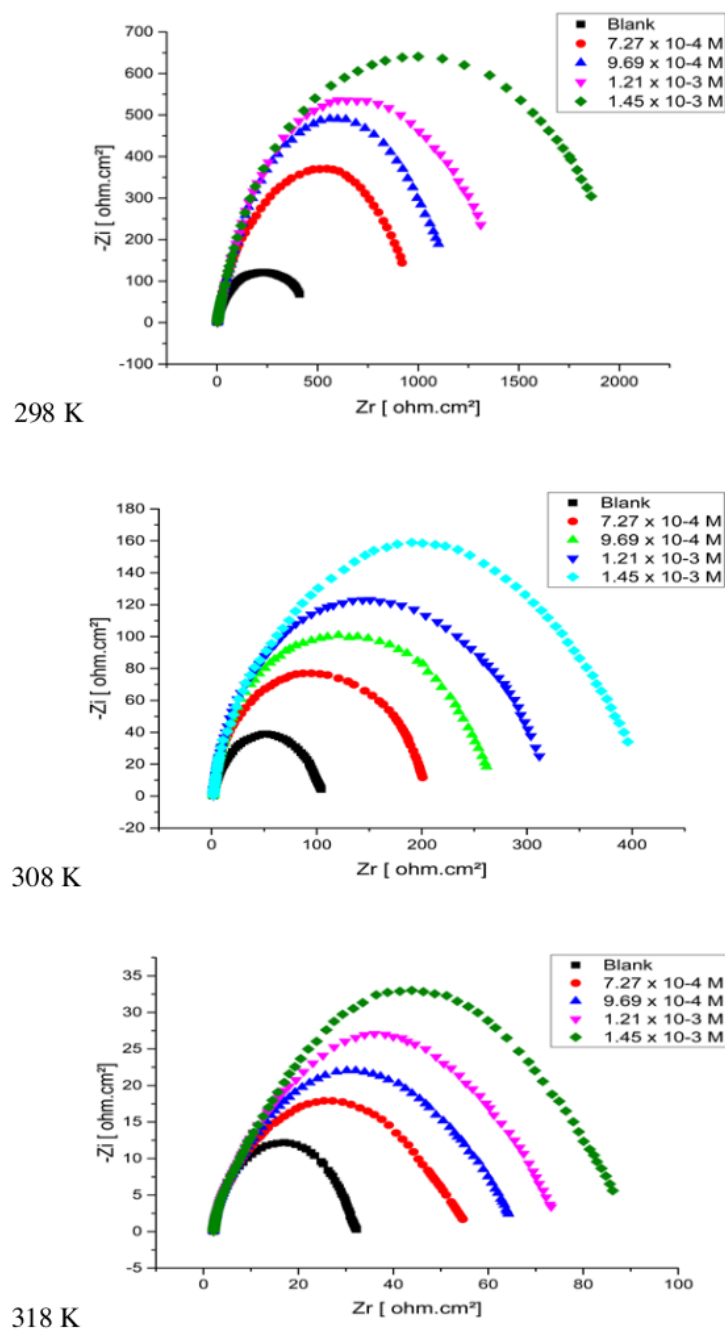 700
600
500
400
300
200
100
0
-100
-Zi [ ohm.cm²]
Blank
7.27 x 10-4 M
9.69 x 10-4 M
1.21 x 10-3 M
1.45 x 10-3 M
0 500 1000 1500 2000
Zr [ ohm.cm²]
298 K
180
160
140
120
100
80
60
40
20
0
-20
-Zi [ ohm.cm²]
Blank
7.27 x 10-4 M
9.69 x 10-4 M
1.21 x 10-3 M
1.45 x 10-3 M
0 100 200 300 400
Zr [ ohm.cm²]
308 K
35
30
25
20
15
10
5
0
-5
-Zi [ ohm.cm²]
Blank
7.27 x 10-4 M
9.69 x 10-4 M
1.21 x 10-3 M
1.45 x 10-3 M
0 20 40 60 80 100
Zr [ ohm.cm²]
318 K